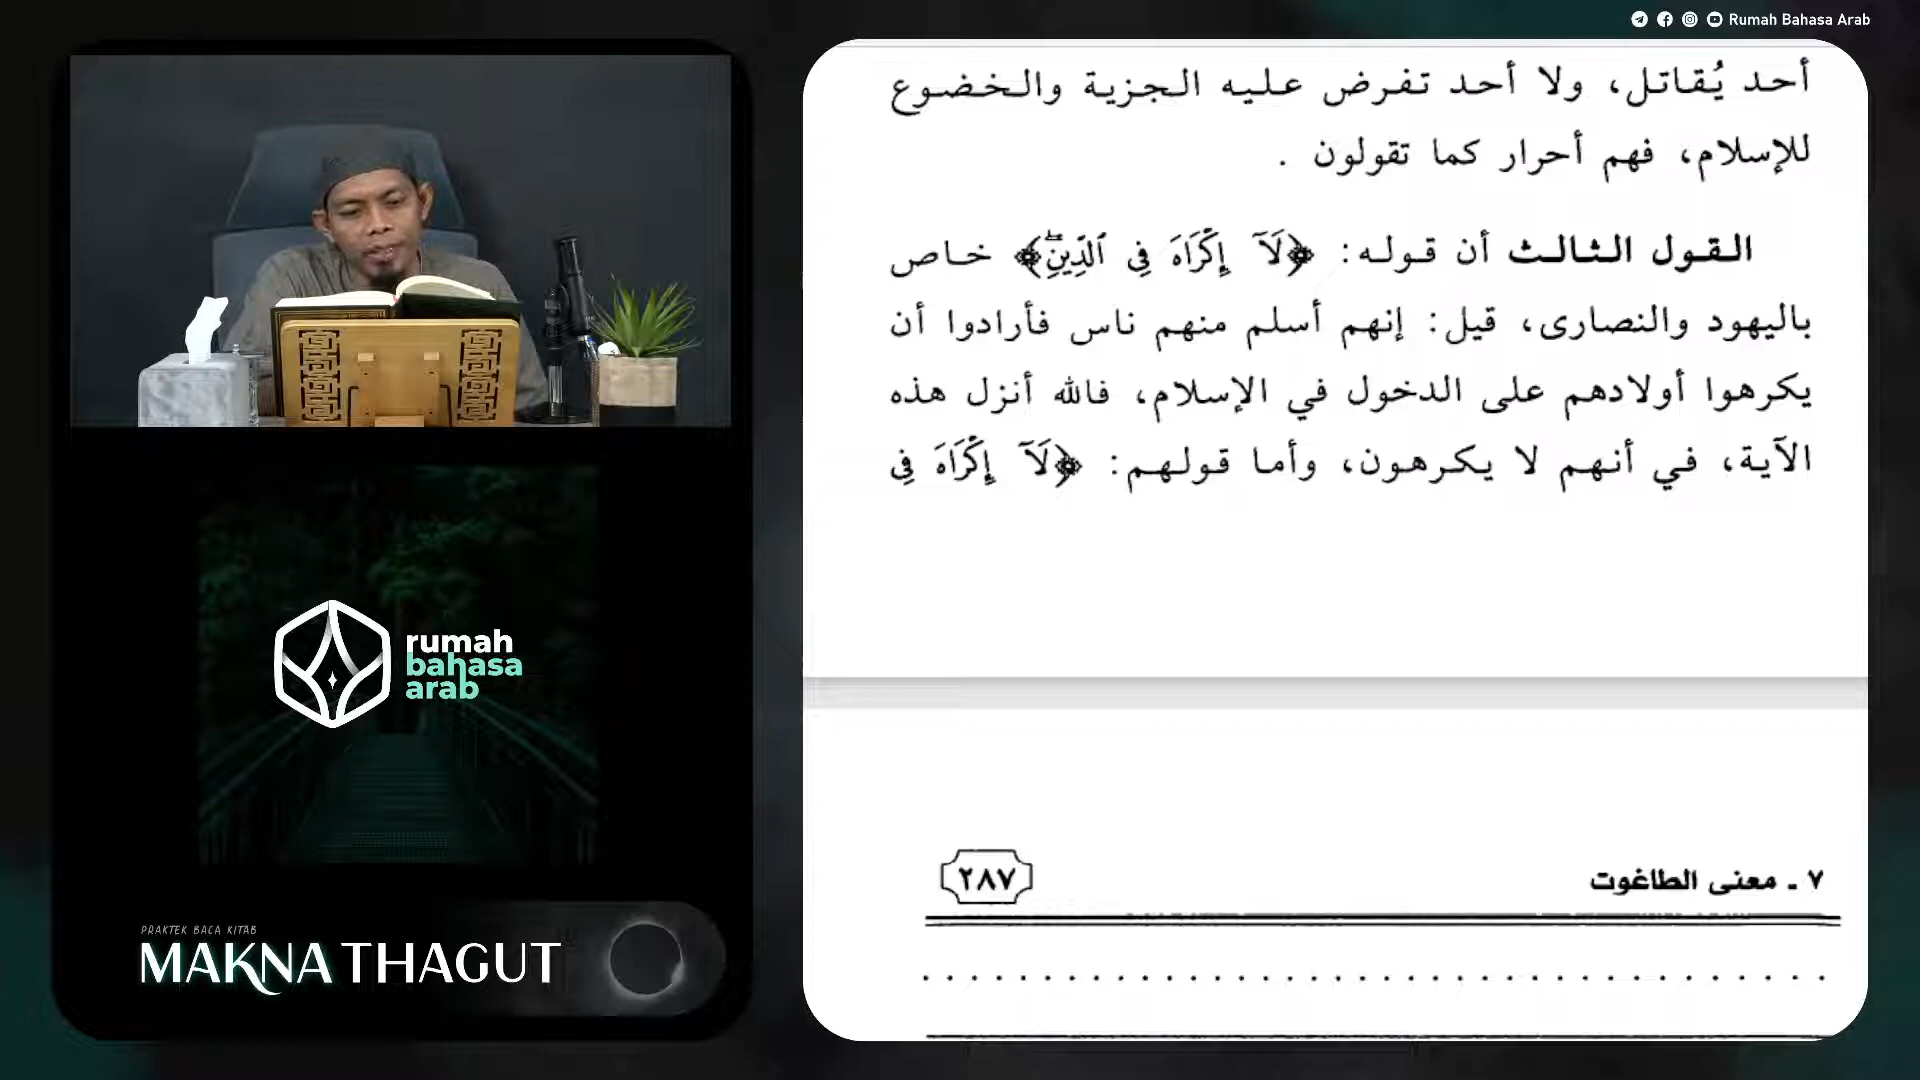 Rumah Bahasa Arab
أحد يُقاتل، ولا أحد تفرض عليه الجزية والخضوع
للإسلام، فهم أحرار كما تقولون .
القول الثالث أن قوله: ﴿لَآ إِكْرَاهَ فِى ٱلدِّينِۖ﴾ خاص
باليهود والنصارى، قيل: إنهم أسلم منهم ناس فأرادوا أن
يكرهوا أولادهم على الدخول في الإسلام، فالله أنزل هذه
الآية، في أنهم لا يكرهون، وأما قولهم: ﴿لَآ إِكْرَاهَ فِى
٧ ـ معنى الطاغوت
٢٨٧
rumah
bahasa
arab
PRAKTEK BACA KITAB
MAKNA THAGUT